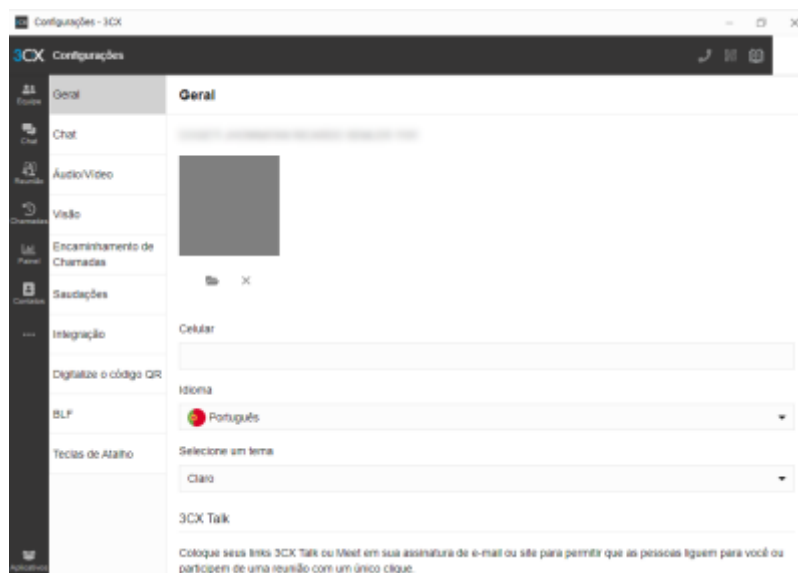 Configurações - 3CX
3CX Configurações
Equipe
Geral
Geral
Chat
Chat
Reunião
Áudio/Vídeo
Chamadas
Visão
Painel
Encaminhamento de
Chamadas
Contatos
Saudações
Integração
Celular
Digitalize o código QR
Idioma
BLF
Português
Teclas de Atalho
Selecione um tema
Claro
3CX Talk
Aplicativos
Coloque seus links 3CX Talk ou Meet em sua assinatura de e-mail ou site para permitir que as pessoas liguem para você ou
participem de uma reunião com um único clique.